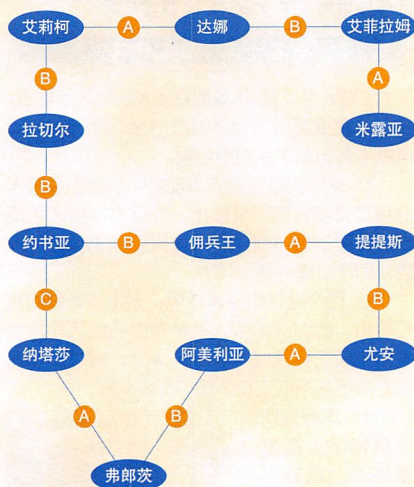 艾莉柯 A 达娜 B 艾菲拉姆
B A
拉切尔 米露亚
B
约书亚 B 佣兵王 A 提提斯
C B
纳塔莎 阿美利亚 A 尤安
A B
弗郎茨